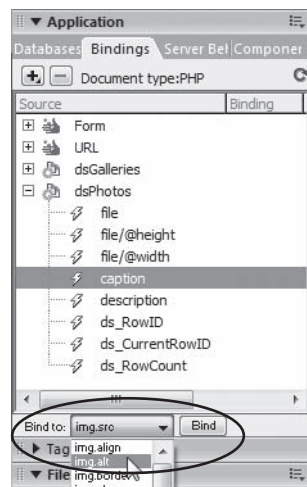 Application
Databases Bindings Server Bel Componer
Document type:PHP
Source Binding
Form
URL
dsGalleries
dsPhotos
file
file/@height
file/@width
caption
description
ds_RowID
ds_CurrentRowID
ds_RowCount
Bind to: img.src Bind
Tag img.align
img.alt
File img.border